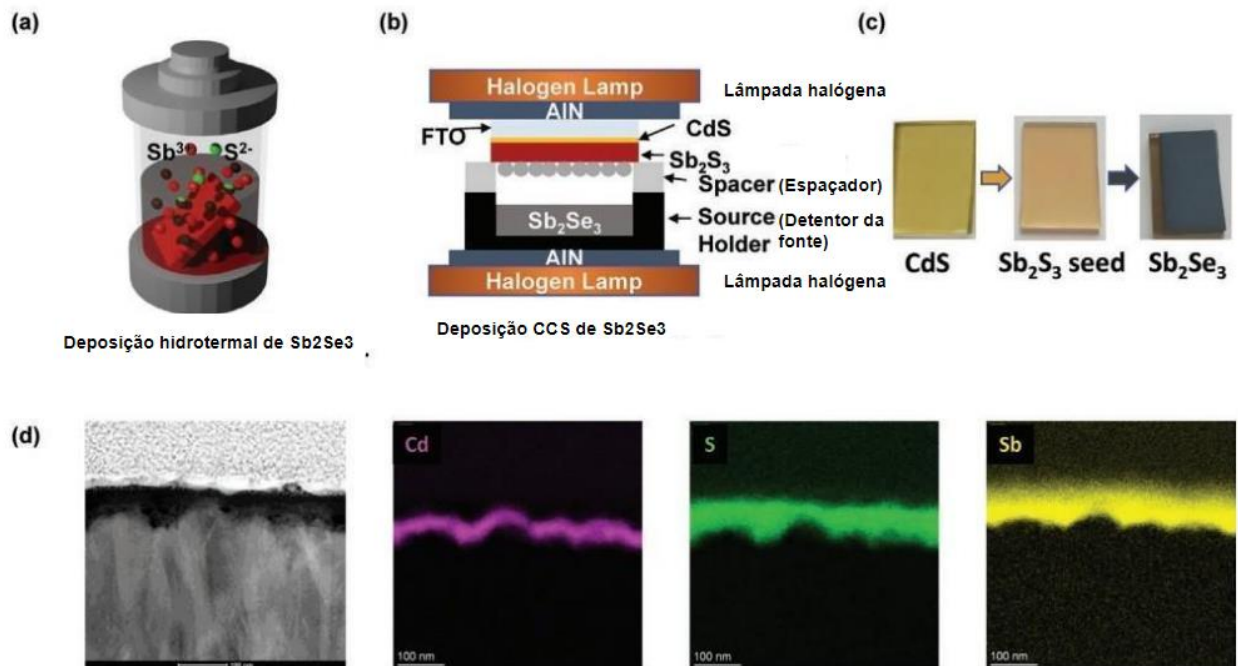 (a)
Sb³⁺ S²⁻
Deposição hidrotermal de Sb2Se3 .
(b)
Halogen Lamp
Lâmpada halógena
AlN
FTO
CdS
Sb₂S₃
Spacer (Espaçador)
Sb₂Se₃
Source Holder (Detentor da fonte)
AlN
Halogen Lamp
Lâmpada halógena
Deposição CCS de Sb2Se3
(c)
CdS
Sb₂S₃ seed
Sb₂Se₃
(d)
Cd
100 nm
S
100 nm
Sb
100 nm